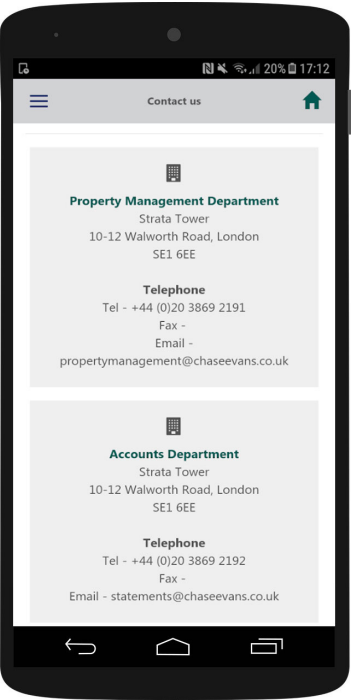 20% 17:12
Contact us
Property Management Department
Strata Tower
10-12 Walworth Road, London
SE1 6EE
Telephone
Tel - +44 (0)20 3869 2191
Fax -
Email -
propertymanagement@chaseevans.co.uk
Accounts Department
Strata Tower
10-12 Walworth Road, London
SE1 6EE
Telephone
Tel - +44 (0)20 3869 2192
Fax -
Email - statements@chaseevans.co.uk